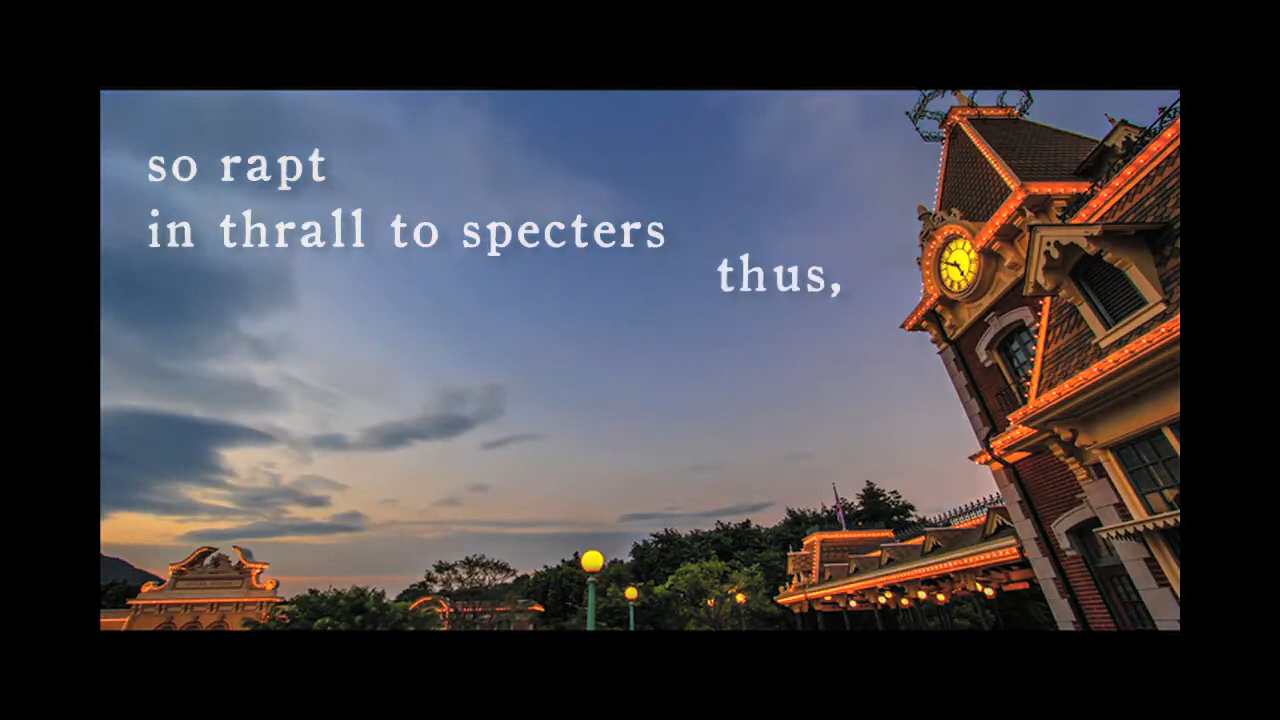 so rapt
in thrall to specters
thus,